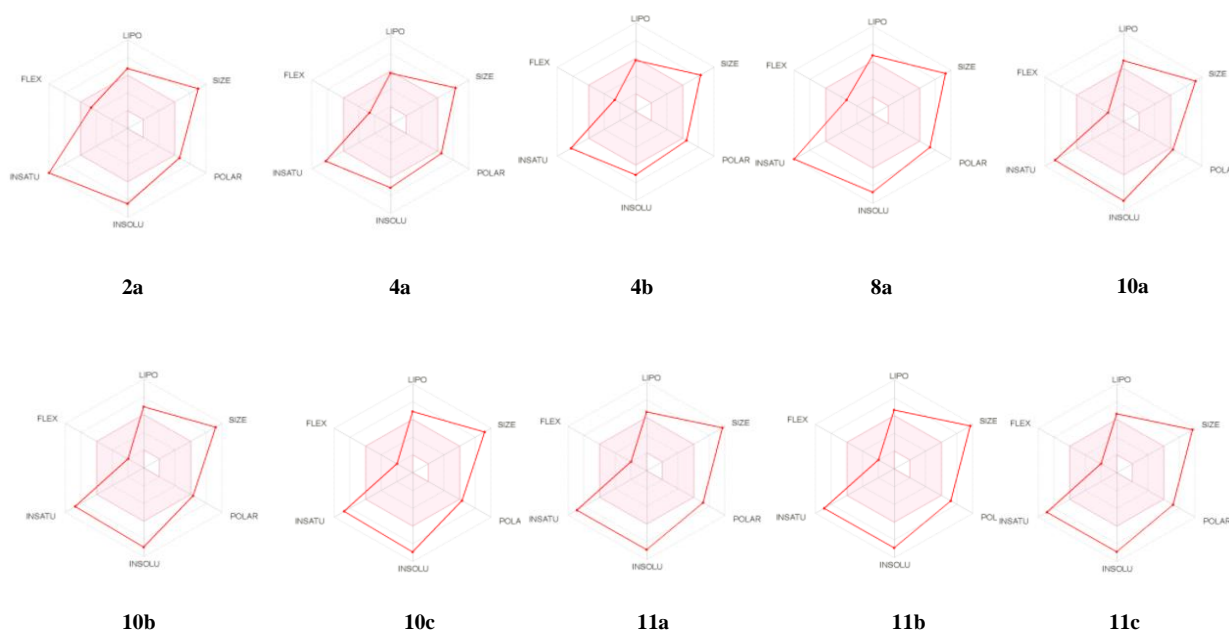 LIPO
FLEX
SIZE
INSATU
POLAR
INSOLU
2a
LIPO
FLEX
SIZE
INSATU
POLAR
INSOLU
4a
LIPO
FLEX
SIZE
INSATU
POLAR
INSOLU
4b
LIPO
FLEX
SIZE
INSATU
POLAR
INSOLU
8a
LIPO
FLEX
SIZE
INSATU
POLAR
INSOLU
10a
LIPO
FLEX
SIZE
INSATU
POLAR
INSOLU
10b
LIPO
FLEX
SIZE
INSATU
POLA
INSOLU
10c
LIPO
FLEX
SIZE
INSATU
POLAR
INSOLU
11a
LIPO
FLEX
SIZE
INSATU
POL
INSOLU
11b
LIPO
FLEX
SIZE
INSATU
POLAR
INSOLU
11c